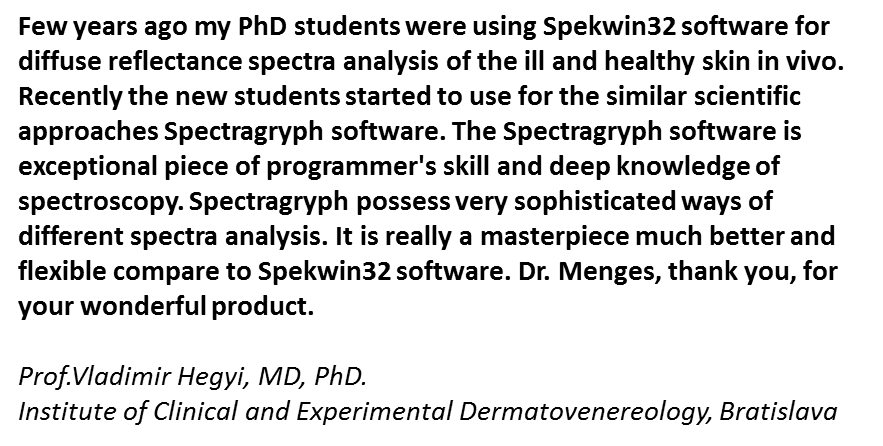 Few years ago my PhD students were using Spekwin32 software for
diffuse reflectance spectra analysis of the ill and healthy skin in vivo.
Recently the new students started to use for the similar scientific
approaches Spectragryph software. The Spectragryph software is
exceptional piece of programmer's skill and deep knowledge of
spectroscopy. Spectragryph possess very sophisticated ways of
different spectra analysis. It is really a masterpiece much better and
flexible compare to Spekwin32 software. Dr. Menges, thank you, for
your wonderful product.
Prof.Vladimir Hegyi, MD, PhD.
Institute of Clinical and Experimental Dermatovenereology, Bratislava